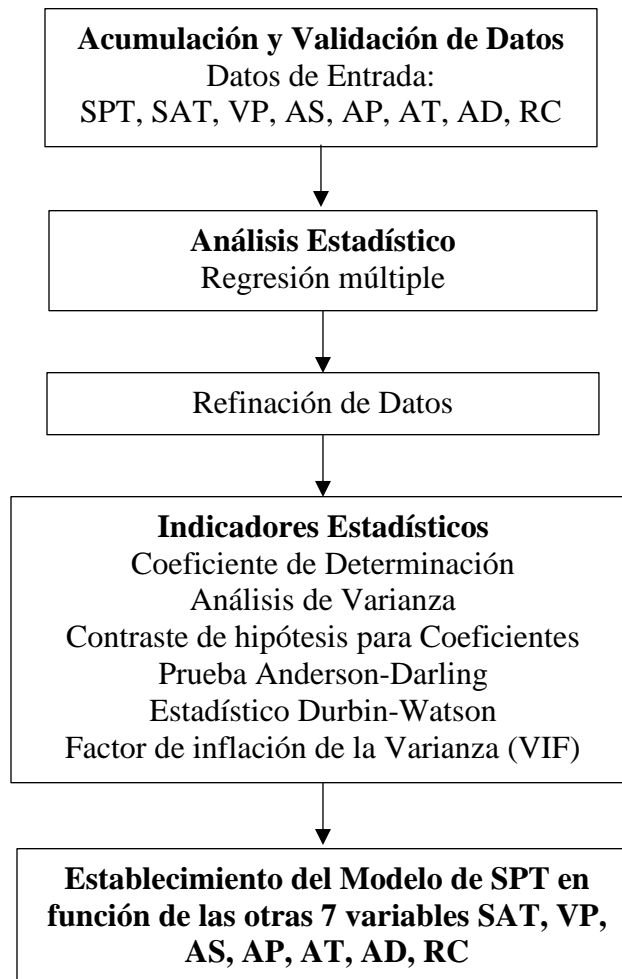 Acumulación y Validación de Datos
Datos de Entrada:
SPT, SAT, VP, AS, AP, AT, AD, RC
Análisis Estadístico
Regresión múltiple
Refinación de Datos
Indicadores Estadísticos
Coeficiente de Determinación
Análisis de Varianza
Contraste de hipótesis para Coeficientes
Prueba Anderson-Darling
Estadístico Durbin-Watson
Factor de inflación de la Varianza (VIF)
Establecimiento del Modelo de SPT en
función de las otras 7 variables SAT, VP,
AS, AP, AT, AD, RC